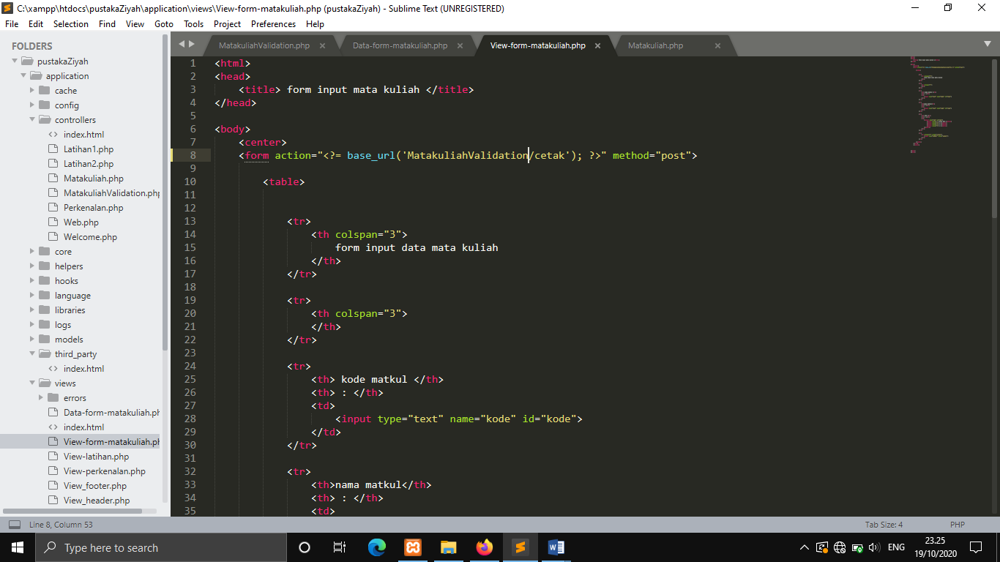 C:\xampp\htdocs\pustakaZiyah\application\views\View-form-matakuliah.php (pustakaZiyah) - Sublime Text (UNREGISTERED)
File Edit Selection Find View Goto Tools Project Preferences Help
FOLDERS
pustakaZiyah
application
cache
config
controllers
index.html
Latihan1.php
Latihan2.php
Matakuliah.php
MatakuliahValidation.php
Perkenalan.php
Web.php
Welcome.php
core
helpers
hooks
language
libraries
logs
models
third_party
index.html
views
errors
Data-form-matakuliah.ph
index.html
View-form-matakuliah.ph
View-latihan.php
View-perkenalan.php
View_footer.php
View_header.php
MatakuliahValidation.php Data-form-matakuliah.php View-form-matakuliah.php Matakuliah.php
1 <html>
2 <head>
3 <title> form input mata kuliah </title>
4 </head>
5
6 <body>
7 <center>
8 <form action="<?= base_url('MatakuliahValidation/cetak'); ?>" method="post">
9
10 <table>
11
12
13 <tr>
14 <th colspan="3">
15 form input data mata kuliah
16 </th>
17 </tr>
18
19 <tr>
20 <th colspan="3">
21 </th>
22 </tr>
23
24 <tr>
25 <th> kode matkul </th>
26 <th> : </th>
27 <td>
28 <input type="text" name="kode" id="kode">
29 </td>
30 </tr>
31
32 <tr>
33 <th>nama matkul</th>
34 <th> : </th>
35 <td>
Line 8, Column 53 Tab Size: 4 PHP
Type here to search
ENG
23.25
19/10/2020